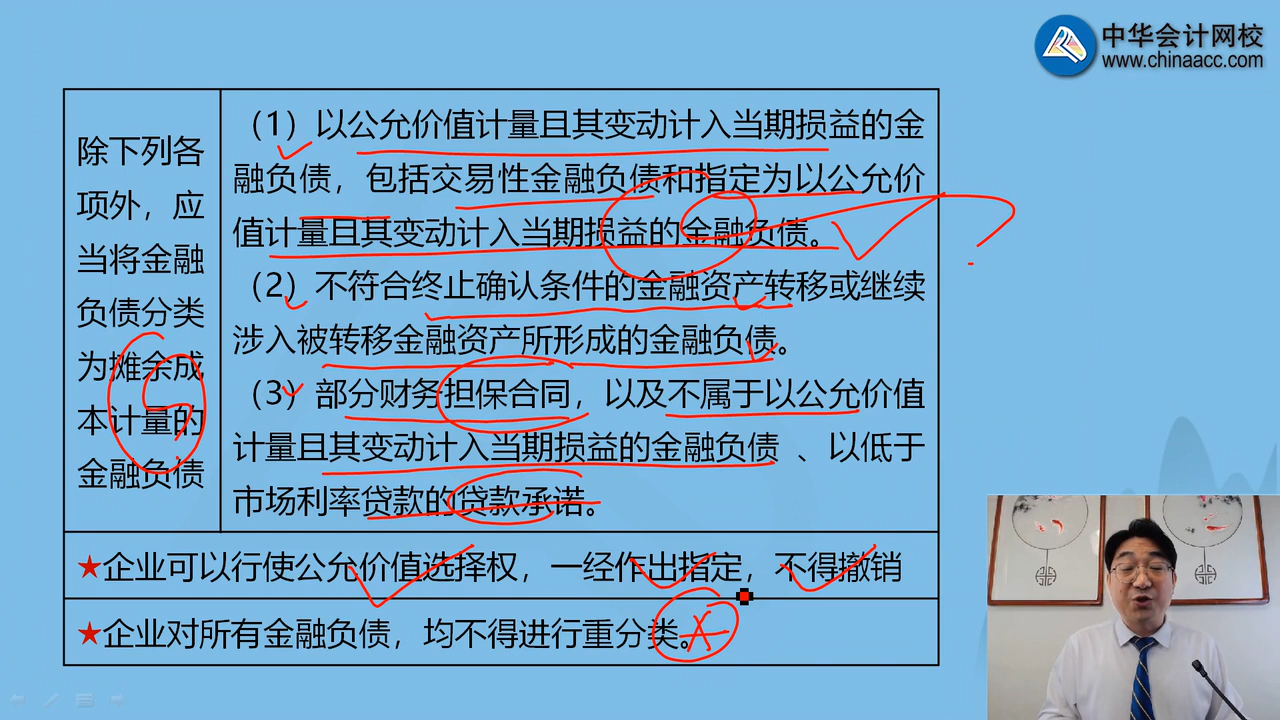 中华会计网校
www.chinaacc.com
除下列各
项外，应
当将金融
负债分类
为摊余成
本计量的
金融负债
（1）以公允价值计量且其变动计入当期损益的金
融负债，包括交易性金融负债和指定为以公允价
值计量且其变动计入当期损益的金融负债。
（2）不符合终止确认条件的金融资产转移或继续
涉入被转移金融资产所形成的金融负债。
（3）部分财务担保合同，以及不属于以公允价值
计量且其变动计入当期损益的金融负债 、以低于
市场利率贷款的贷款承诺。
★企业可以行使公允价值选择权，一经作出指定，不得撤销
★企业对所有金融负债，均不得进行重分类。